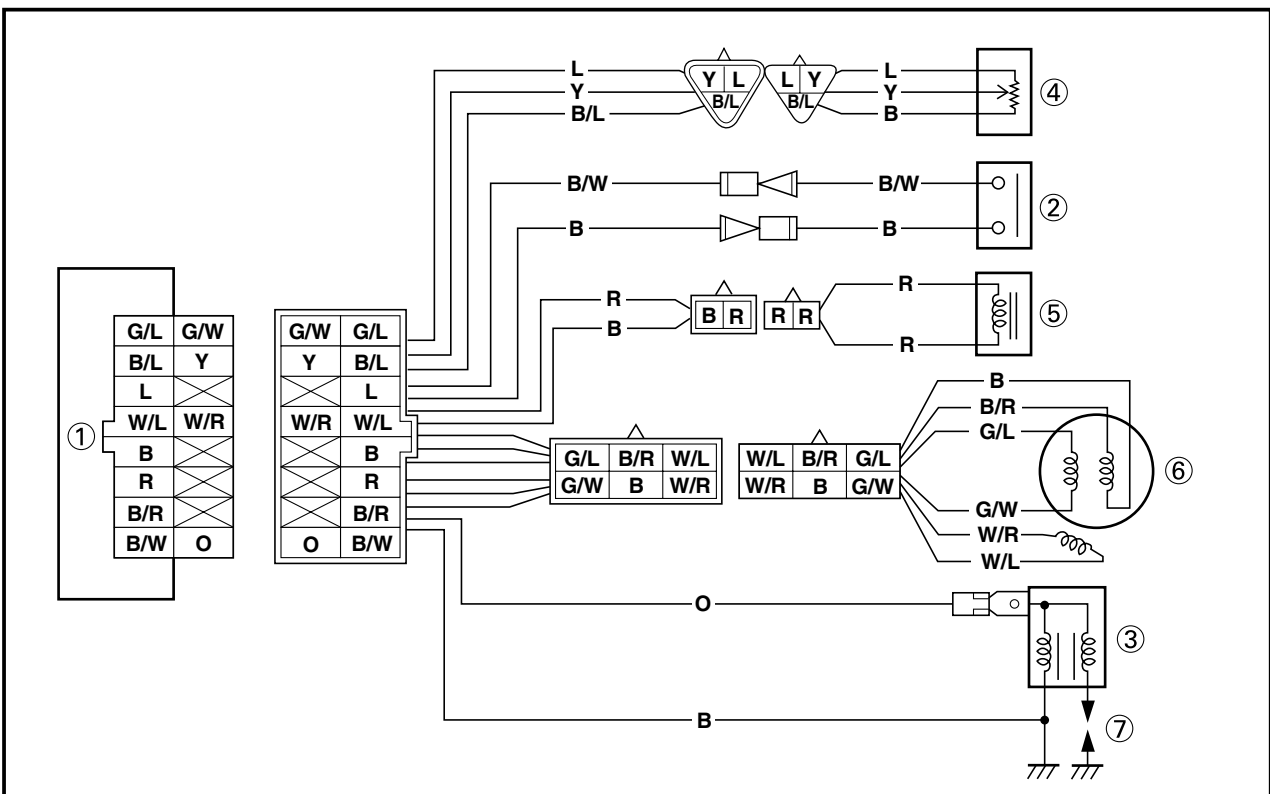 L Y L L Y L
Y B/L B/L Y ④
B/L B
B/W B/W ②
B B
R B R R R R ⑤
B R
G/L G/W G/W G/L
B/L Y Y B/L
L L B
W/L W/R W/R W/L B/R
① B B G/L
R R G/L B/R W/L W/L B/R G/L ⑥
B/R B/R G/W B W/R W/R B G/W G/W
B/W O O B/W W/R
W/L
O ③
B ⑦